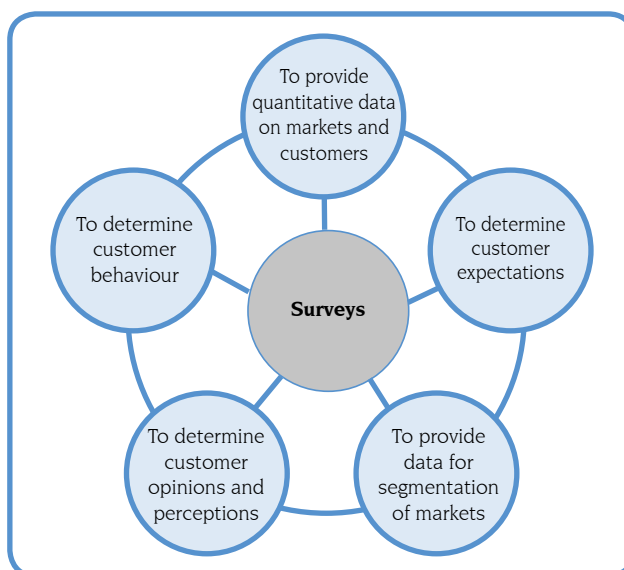 To provide
quantitative data
on markets and
customers
To determine
customer
expectations
To provide
data for
segmentation
of markets
To determine
customer
opinions and
perceptions
To determine
customer
behaviour
Surveys